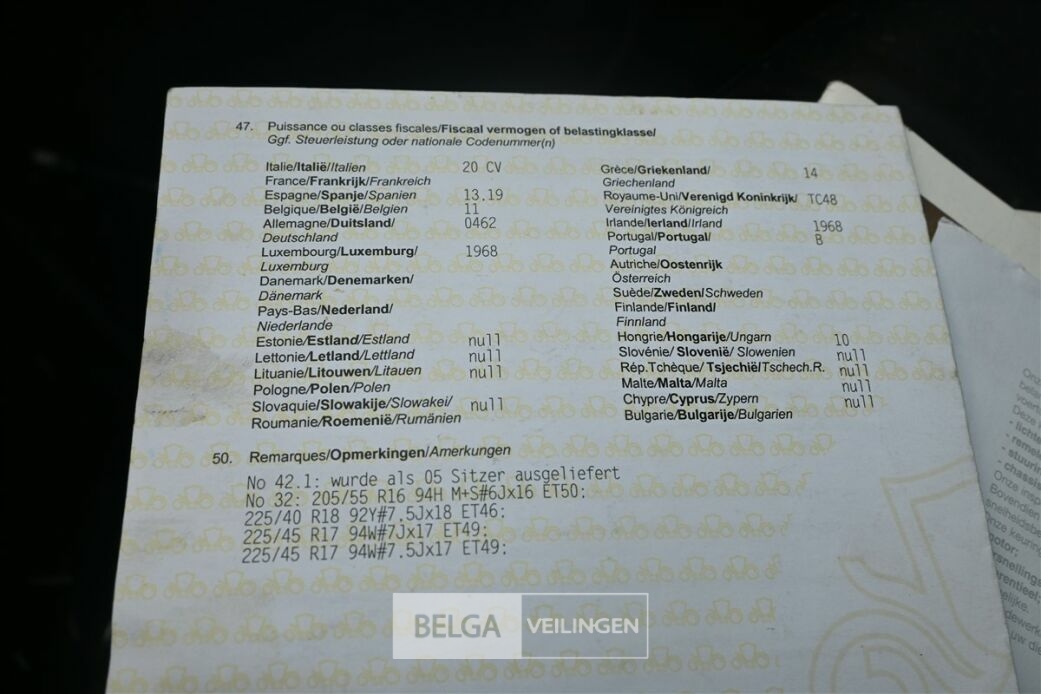 47. Puissance ou classes fiscales/Fiscaal vermogen of belastingklasse/
Ggf. Steuerleistung oder nationale Codenummer(n)
Italie/Italië/Italien 20 CV
France/Frankrijk/Frankreich
Espagne/Spanje/Spanien 13.19
Belgique/België/Belgien 11
Allemagne/Duitsland/ 0462
Deutschland
Luxembourg/Luxemburg/ 1968
Luxemburg
Danemark/Denemarken/
Dänemark
Pays-Bas/Nederland/
Niederlande
Estonie/Estland/Estland null
Lettonie/Letland/Lettland null
Lituanie/Litouwen/Litauen null
Pologne/Polen/Polen
Slovaquie/Slowakije/Slowakei/ null
Roumanie/Roemenië/Rumänien
Grèce/Griekenland/ 14
Griechenland
Royaume-Uni/Verenigd Koninkrijk/ TC48
Vereinigtes Königreich
Irlande/Ierland/Irland 1968
Portugal/Portugal/ B
Portugal
Autriche/Oostenrijk
Österreich
Suède/Zweden/Schweden
Finlande/Finland/
Finnland
Hongrie/Hongarije/Ungarn 10
Slovénie/ Slovenië/ Slowenien null
Rép.Tchèque/ Tsjechië/Tschech.R. null
Malte/Malta/Malta null
Chypre/Cyprus/Zypern null
Bulgarie/Bulgarije/Bulgarien
50. Remarques/Opmerkingen/Amerkungen
No 42.1: wurde als 05 Sitzer ausgeliefert
No 32: 205/55 R16 94H M+S#6Jx16 ET50:
225/40 R18 92Y#7.5Jx18 ET46:
225/45 R17 94W#7Jx17 ET49:
225/45 R17 94W#7.5Jx17 ET49:
BELGA VEILINGEN
Deze
- stuurin
- chassis
Onze insp
Bovendien